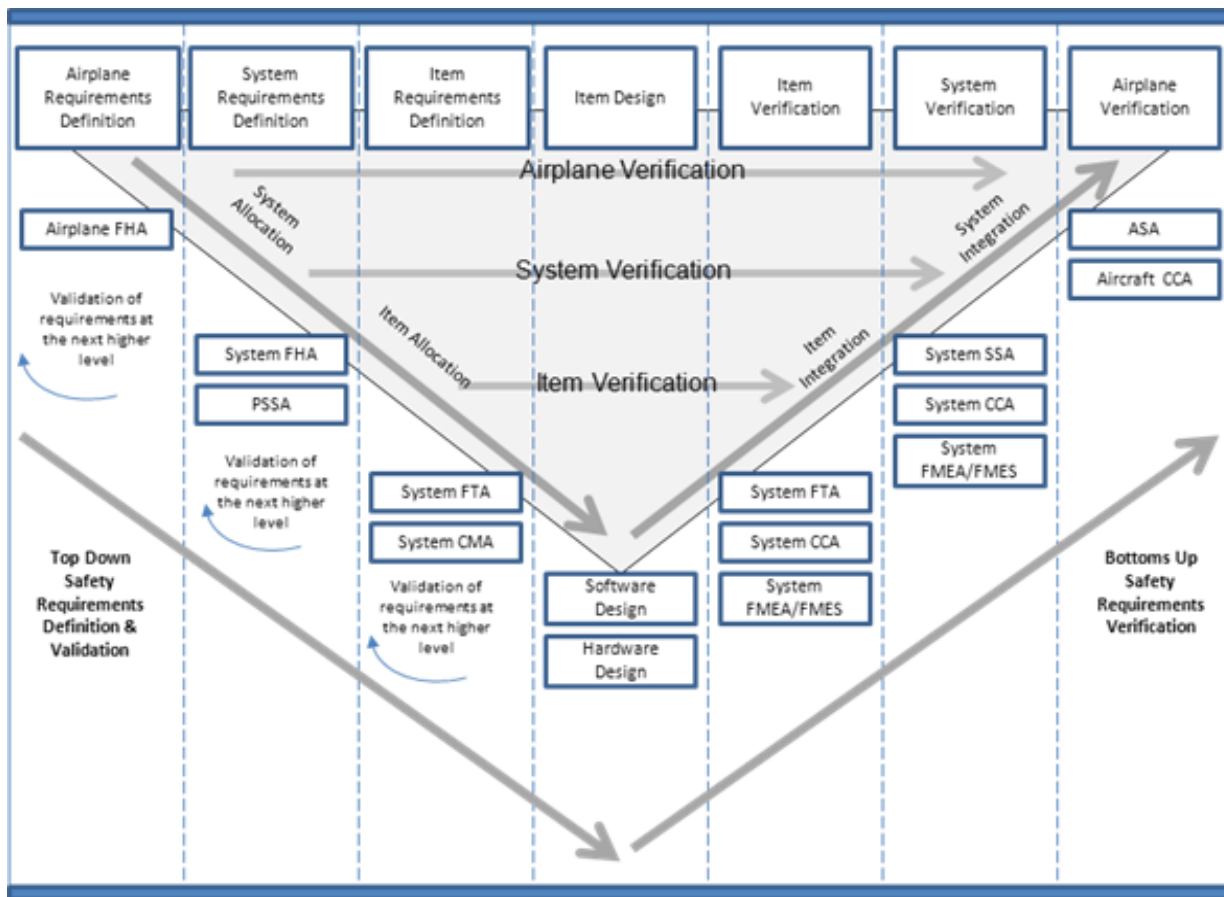 Airplane
Requirements
Definition
System
Requirements
Definition
Item
Requirements
Definition
Item Design
Item
Verification
System
Verification
Airplane
Verification
Airplane Verification
System
Allocation
System
Integration
Airplane FHA
ASA
System Verification
Aircraft CCA
Validation of
requirements at
the next higher
level
Item Allocation
Item
Integration
System FHA
Item Verification
System SSA
PSSA
System CCA
Validation of
requirements at
the next higher
level
System
FMEA/FMES
System FTA
System FTA
System CMA
System CCA
Top Down
Safety
Requirements
Definition &
Validation
Validation of
requirements at
the next higher
level
Software
Design
Hardware
Design
System
FMEA/FMES
Bottoms Up
Safety
Requirements
Verification